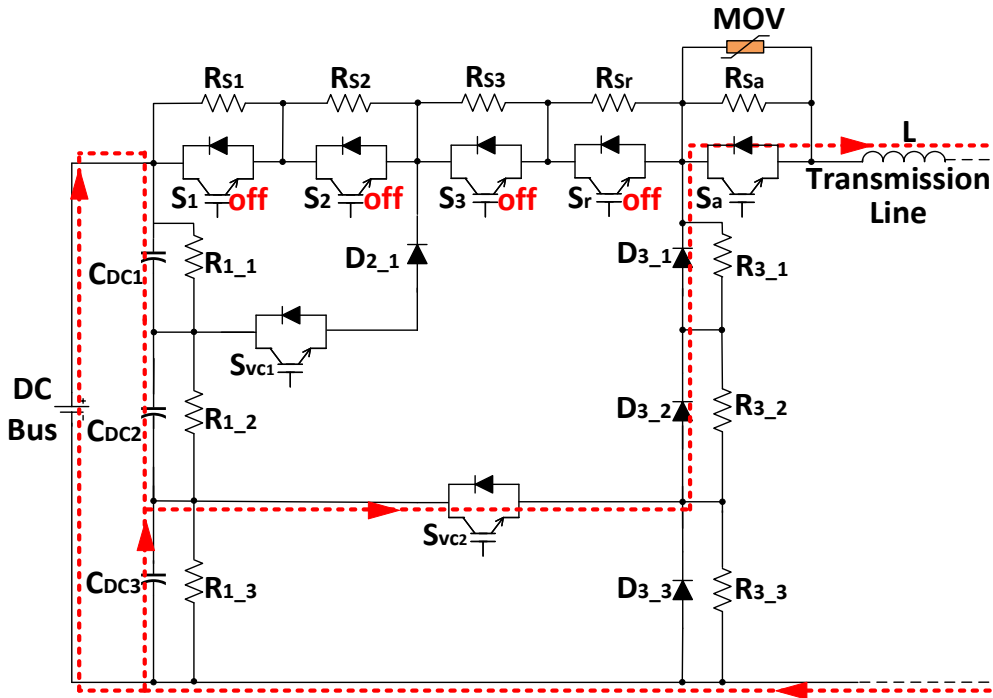 MOV
RS1
RS2
RS3
RSr
RSa
L
S1 off
S2 off
S3 off
Sr off
Sa
Transmission
Line
CDC1
R1_1
D2_1
D3_1
R3_1
SVC1
DC
Bus
+
-
CDC2
R1_2
D3_2
R3_2
SVC2
CDC3
R1_3
D3_3
R3_3